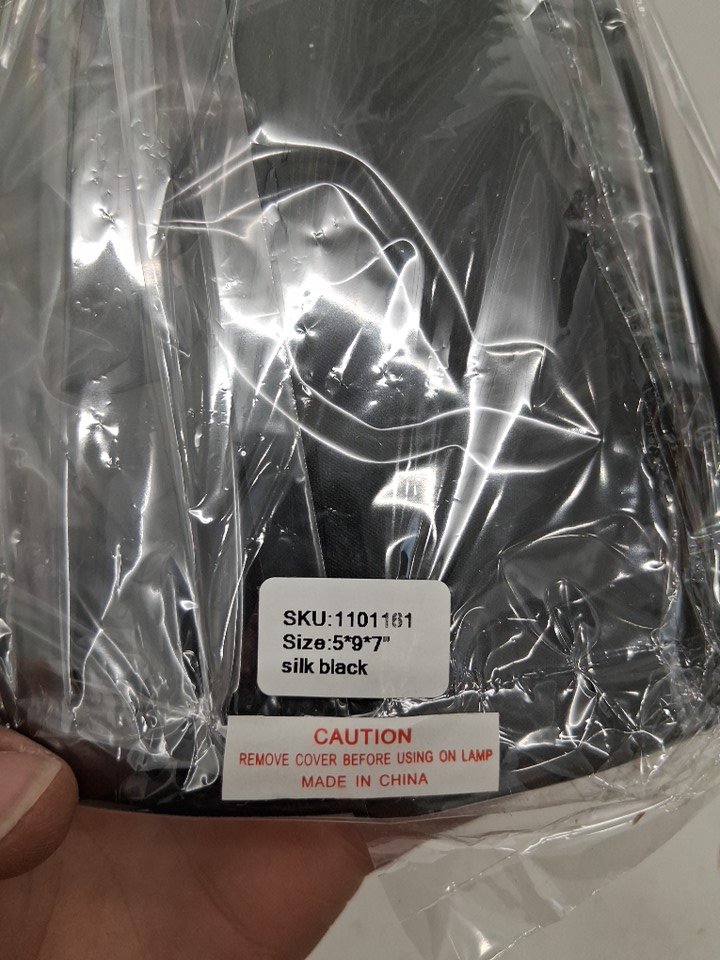 SKU:1101161
Size:5*9*7"
silk black
CAUTION
REMOVE COVER BEFORE USING ON LAMP
MADE IN CHINA